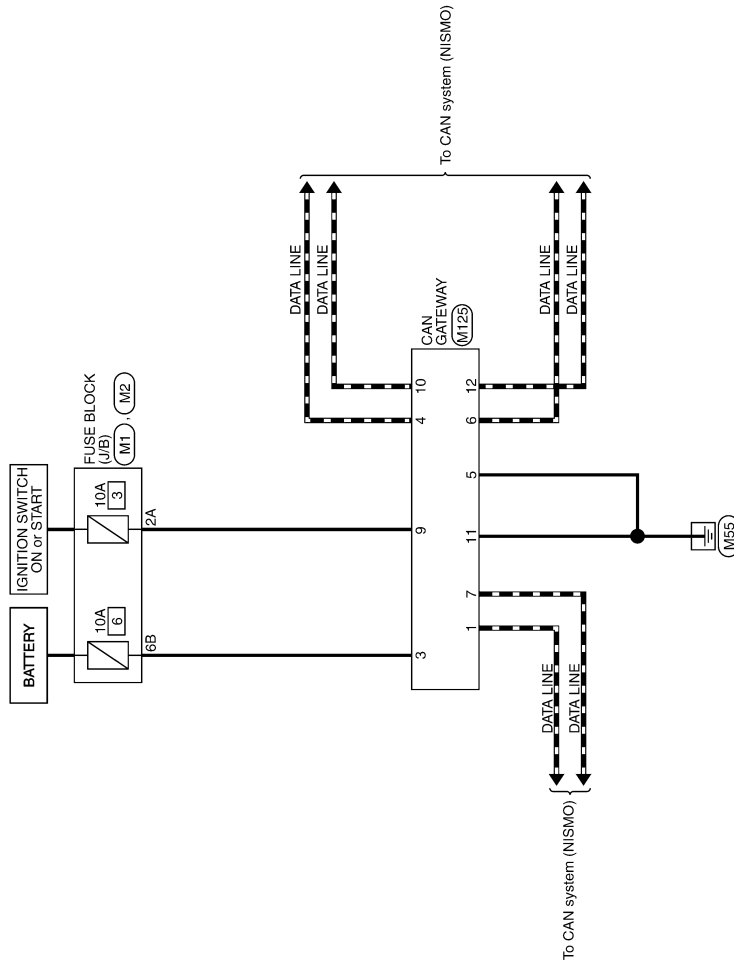 BATTERY
IGNITION SWITCH
ON or START
FUSE BLOCK
(J/B)
M1 , M2
10A
6
10A
3
6B
2A
CAN
GATEWAY
M125
3
9
4
10
1
7
11
5
6
12
DATA LINE
DATA LINE
To CAN system (NISMO)
DATA LINE
DATA LINE
DATA LINE
DATA LINE
To CAN system (NISMO)
M55